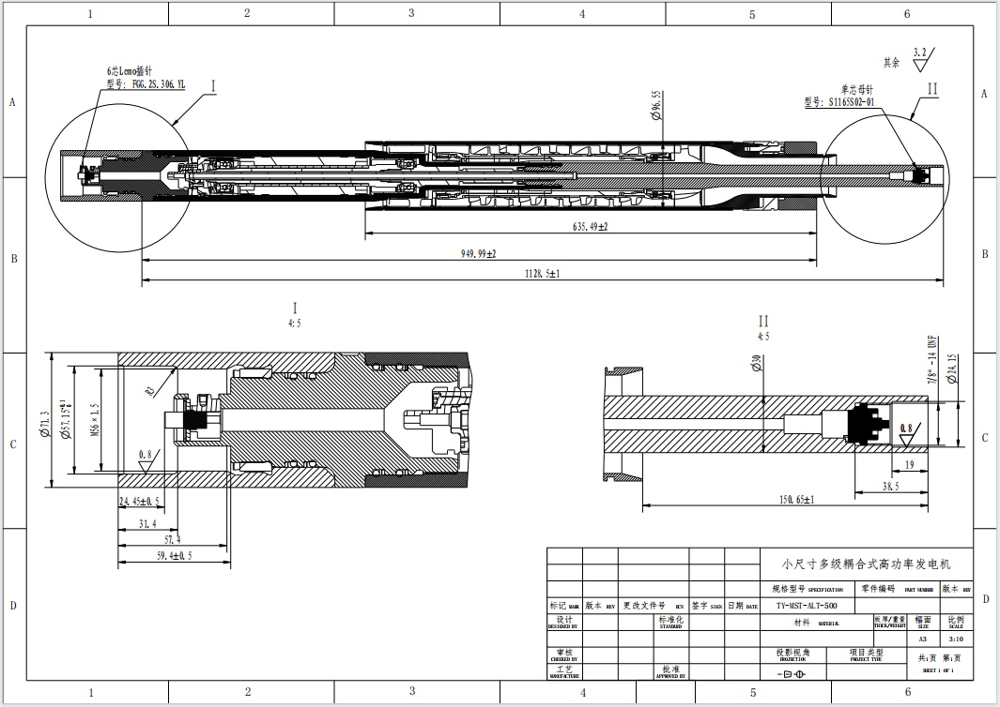 1 2 3 4 5 6
A
B
C
D
A
B
C
D
6芯Lemo插针
型号: FGG.2S.306.YL
I
其余 3.2
单芯母针
型号: S1165S02-01
II
Ø96.55
635.49±2
949.99±2
1128.5±1
I
4:5
II
4:5
Ø71.3
Ø57.15
M56×1.5
R3
0.8
24.45±0.5
31.4
57.4
59.4±0.5
Ø30
7/8"-14 UNF
Ø24.15
0.8
19
38.5
150.65±1
小尺寸多级耦合式高功率发电机
规格型号 SPECIFICATION 零件编码 PART NUMBER 版本 REV
标记 MARK 版本 REV 更改文件号 ECN 签字 SIGN 日期 DATE TY-MST-ALT-500
设计 DESIGNED BY 标准化 STANDARD 材料 MATERIAL 板厚/重量 THICK/WEIGHT 幅面 SIZE 比例 SCALE
A3 3:10
审核 CHECKED BY 投影视角 PROJECTION 项目类型 PROJECT TYPE 共1页 第1页
工艺 MANUFACTURE 批准 APPROVED BY SHEET 1 OF 1
1 2 3 4 5 6